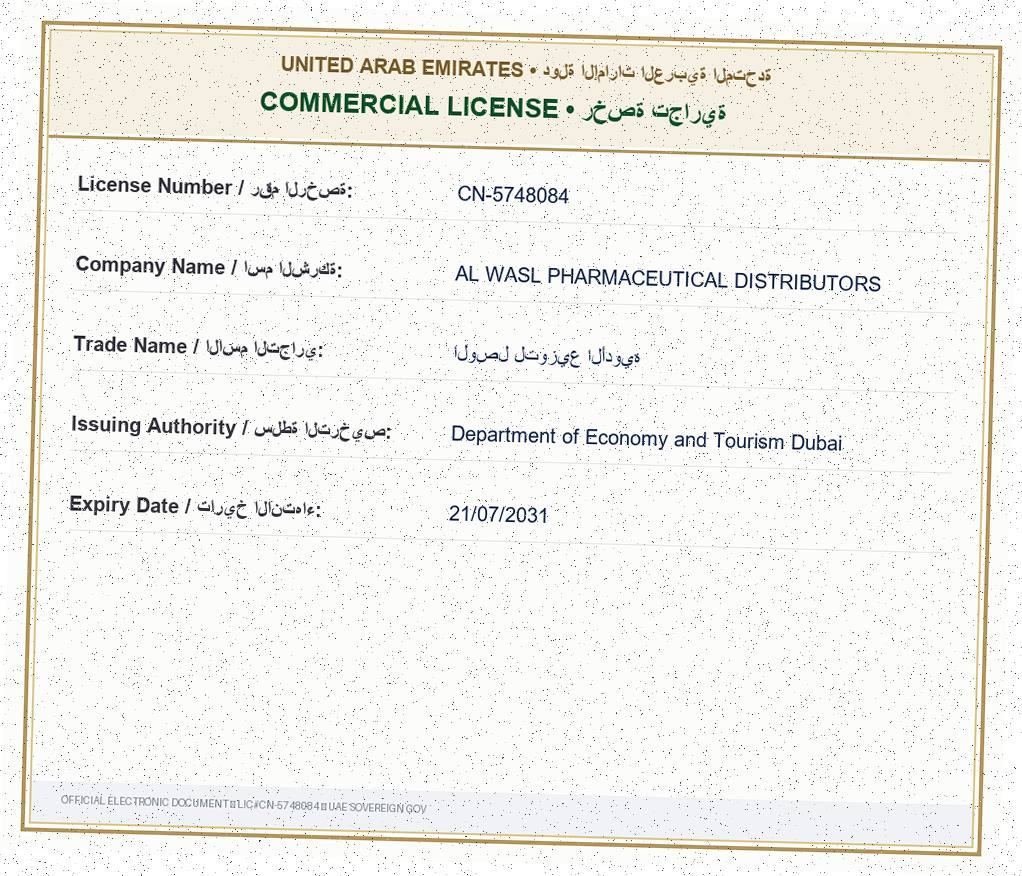 UNITED ARAB EMIRATES • دولة الإمارات العربية المتحدة
COMMERCIAL LICENSE • رخصة تجارية
License Number / رقم الرخصة:
CN-5748084
Company Name / اسم الشركة:
AL WASL PHARMACEUTICAL DISTRIBUTORS
Trade Name / الاسم التجاري:
الوصل لتوزيع الأدوية
Issuing Authority / سلطة الترخيص:
Department of Economy and Tourism Dubai
Expiry Date / تاريخ الانتهاء:
21/07/2031
OFFICIAL ELECTRONIC DOCUMENT LIC#CN-5748084 UAE SOVEREIGN GOV